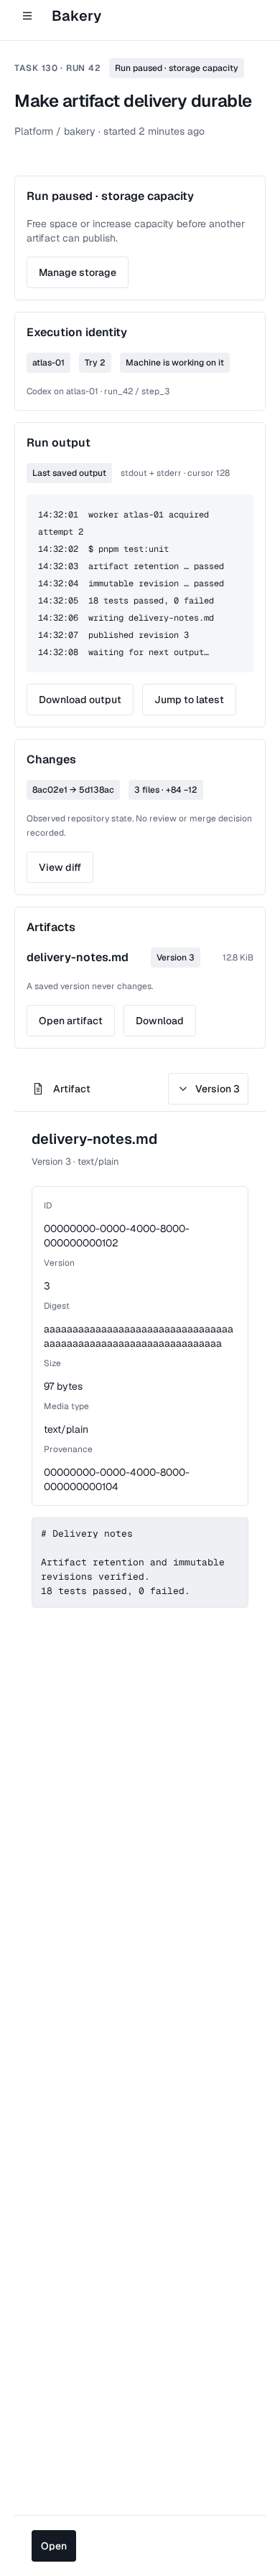 Bakery
TASK 130 · RUN 42
Run paused · storage capacity
Make artifact delivery durable
Platform / bakery · started 2 minutes ago
Run paused · storage capacity
Free space or increase capacity before another
artifact can publish.
Manage storage
Execution identity
atlas-01 Try 2 Machine is working on it
Codex on atlas-01 · run_42 / step_3
Run output
Last saved output stdout + stderr · cursor 128
14:32:01 worker atlas-01 acquired
attempt 2
14:32:02 $ pnpm test:unit
14:32:03 artifact retention … passed
14:32:04 immutable revision … passed
14:32:05 18 tests passed, 0 failed
14:32:06 writing delivery-notes.md
14:32:07 published revision 3
14:32:08 waiting for next output…
Download output Jump to latest
Changes
8ac02e1 → 5d138ac 3 files · +84 −12
Observed repository state. No review or merge decision
recorded.
View diff
Artifacts
delivery-notes.md Version 3 12.8 KiB
A saved version never changes.
Open artifact Download
Artifact Version 3
delivery-notes.md
Version 3 · text/plain
ID
00000000-0000-4000-8000-
000000000102
Version
3
Digest
aaaaaaaaaaaaaaaaaaaaaaaaaaaaaaaaa
aaaaaaaaaaaaaaaaaaaaaaaaaaaaaaa
Size
97 bytes
Media type
text/plain
Provenance
00000000-0000-4000-8000-
000000000104
# Delivery notes
Artifact retention and immutable
revisions verified.
18 tests passed, 0 failed.
Open